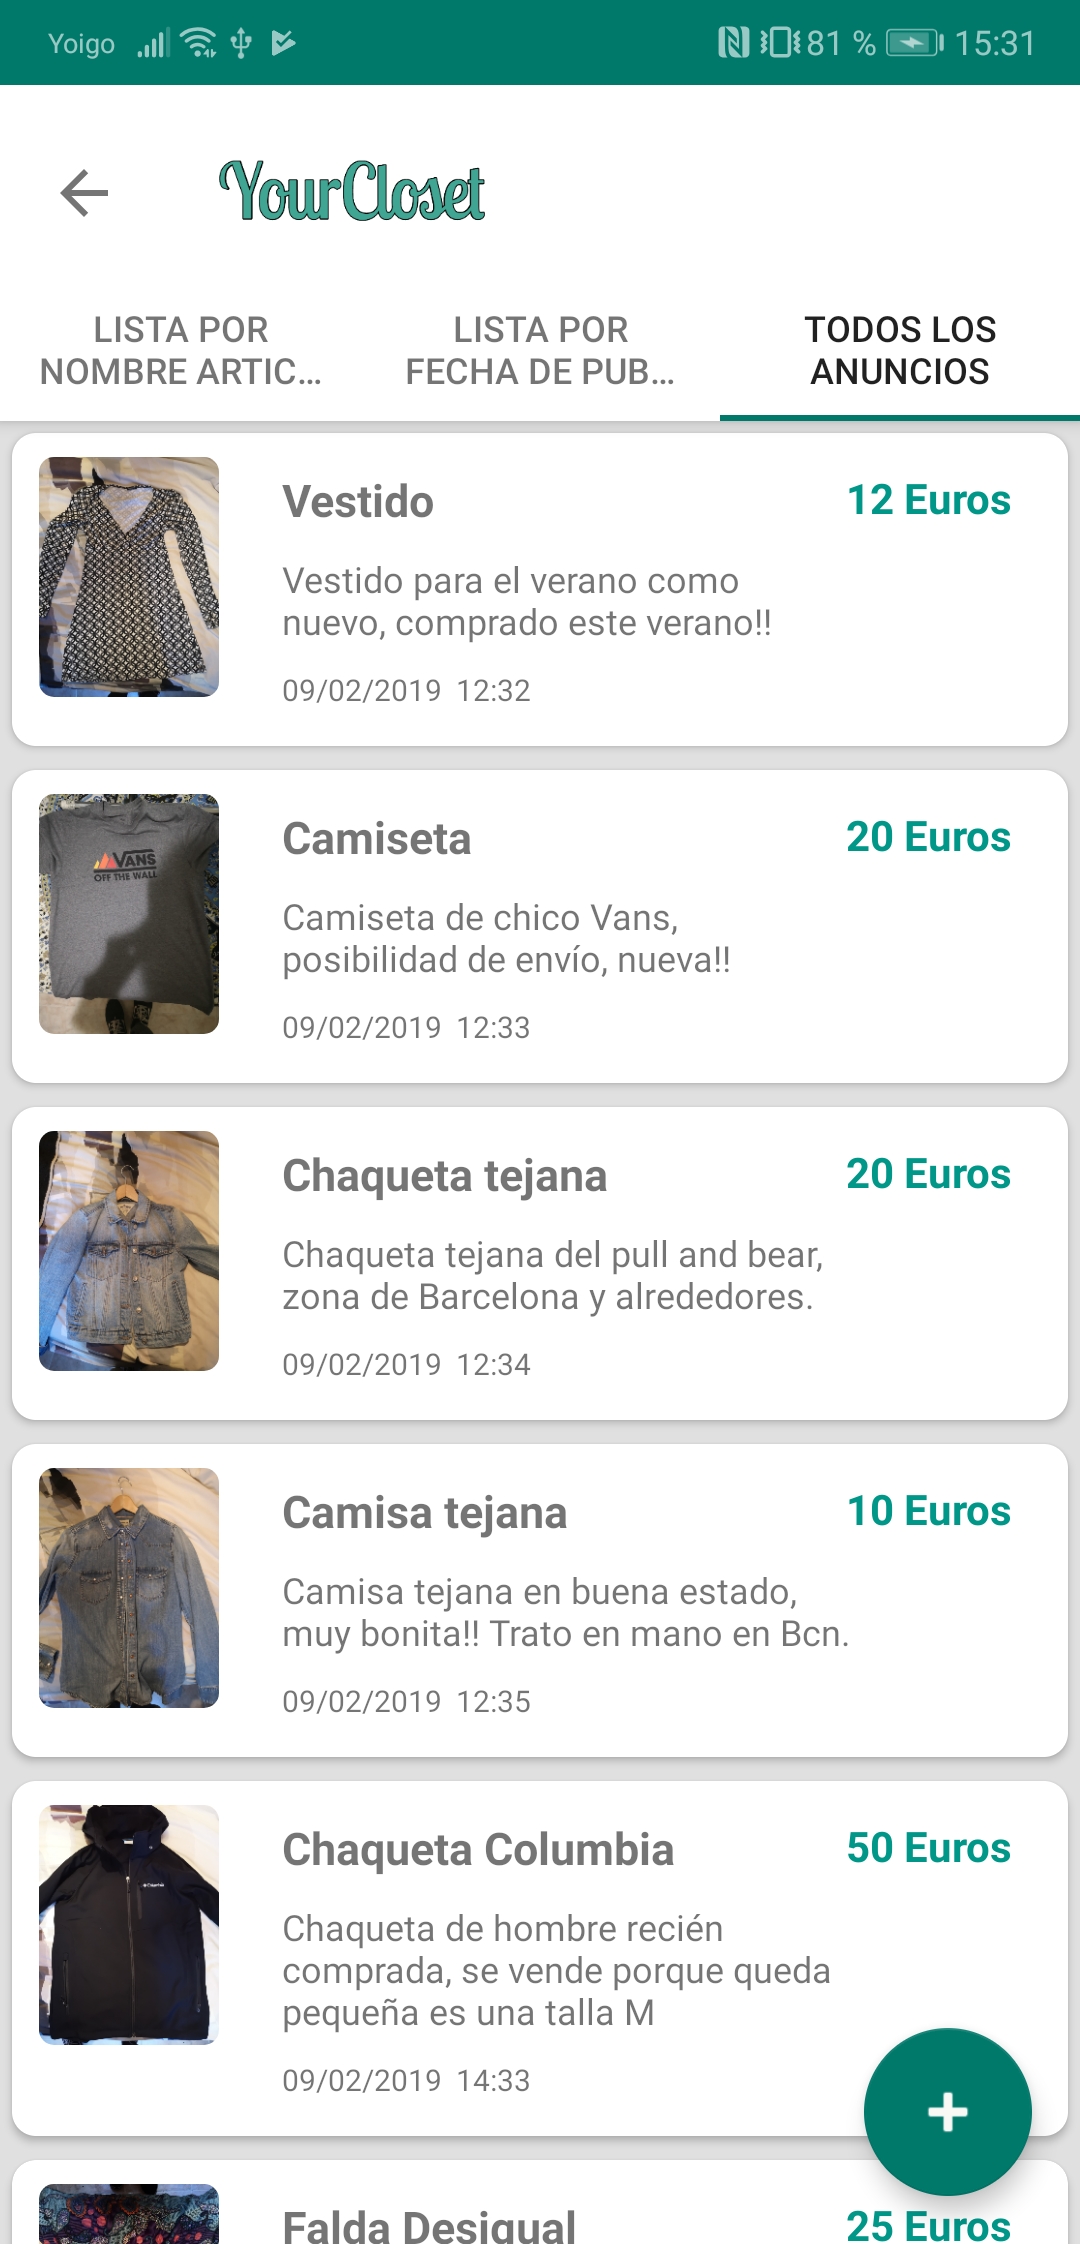 Yoigo 81 % 15:31
YourCloset
LISTA POR
NOMBRE ARTIC...
LISTA POR
FECHA DE PUB...
TODOS LOS
ANUNCIOS
Vestido
12 Euros
Vestido para el verano como
nuevo, comprado este verano!!
09/02/2019 12:32
VANS
OFF THE WALL
Camiseta
20 Euros
Camiseta de chico Vans,
posibilidad de envío, nueva!!
09/02/2019 12:33
Chaqueta tejana
20 Euros
Chaqueta tejana del pull and bear,
zona de Barcelona y alrededores.
09/02/2019 12:34
Camisa tejana
10 Euros
Camisa tejana en buena estado,
muy bonita!! Trato en mano en Bcn.
09/02/2019 12:35
Chaqueta Columbia
50 Euros
Chaqueta de hombre recién
comprada, se vende porque queda
pequeña es una talla M
09/02/2019 14:33
Falda Desigual
25 Euros